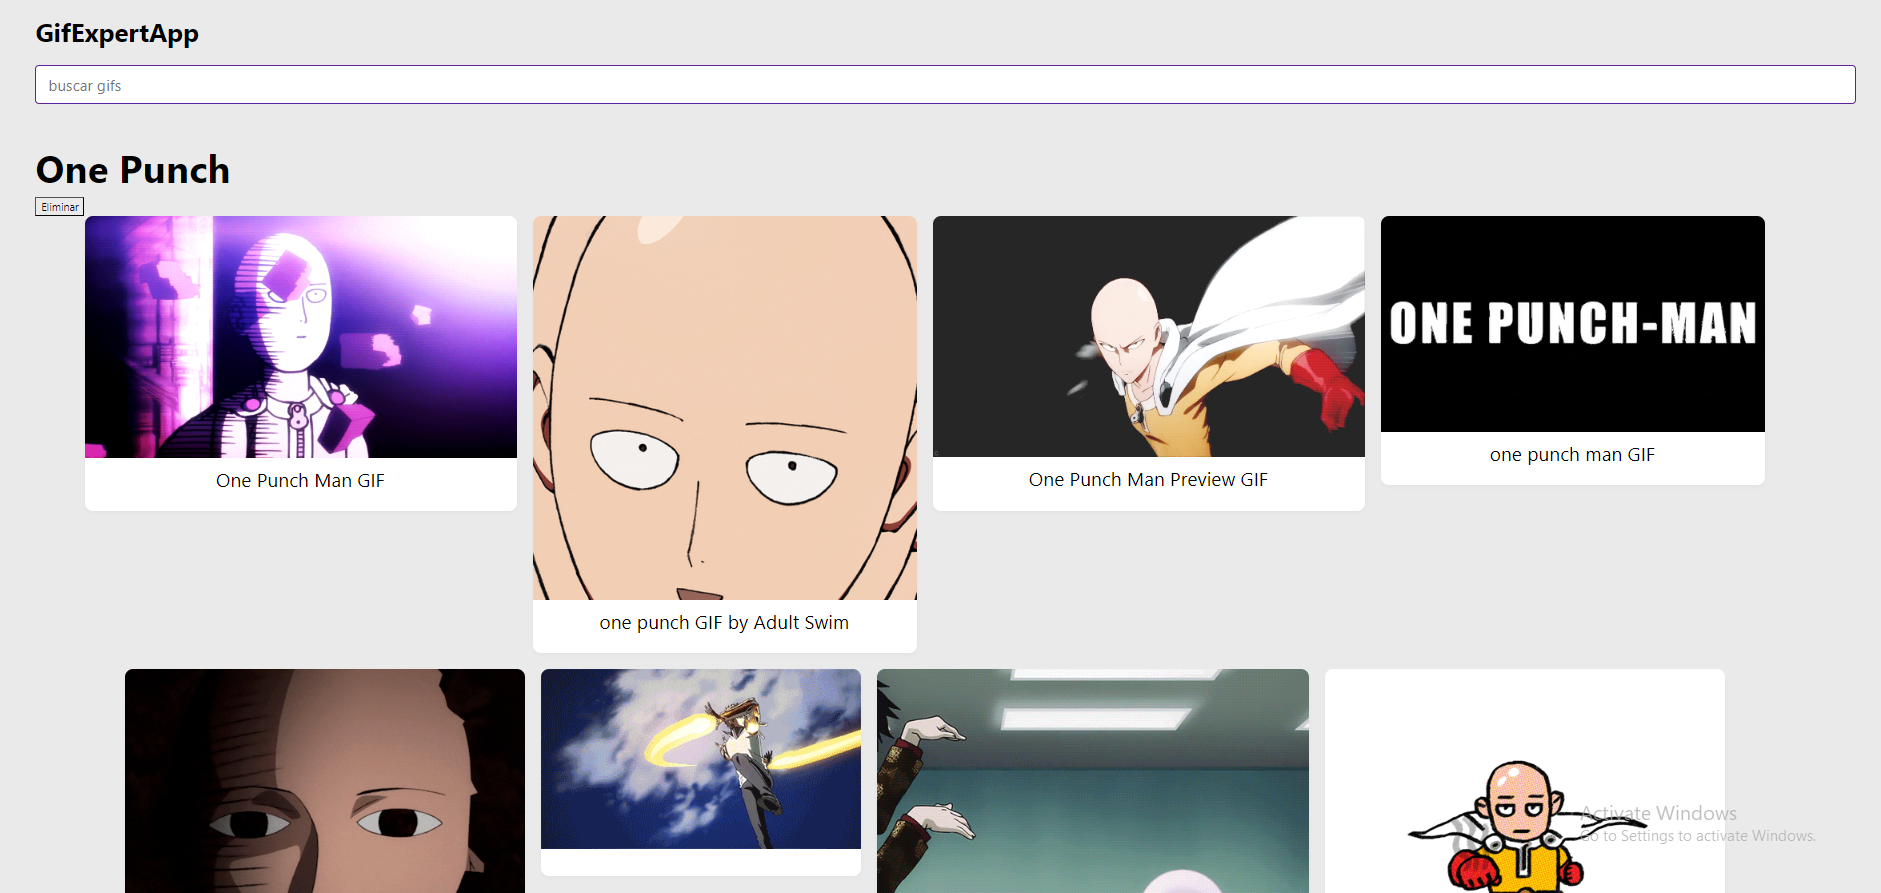 GifExpertApp
buscar gifs
One Punch
Eliminar
ONE PUNCH-MAN
One Punch Man GIF
one punch GIF by Adult Swim
One Punch Man Preview GIF
one punch man GIF
Activate Windows
Go to Settings to activate Windows.